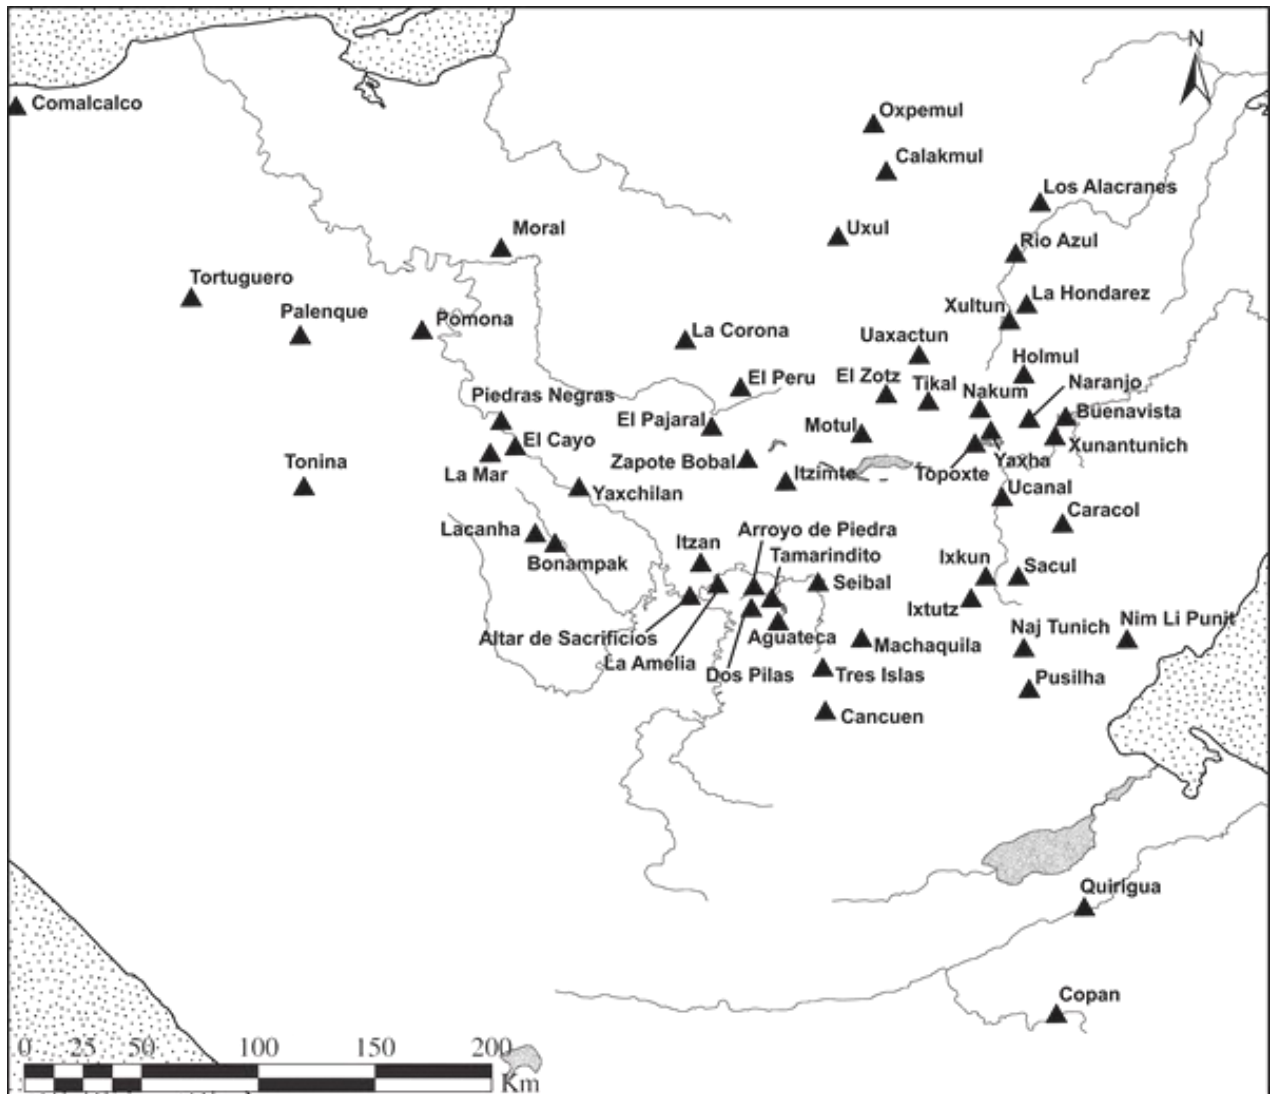 N
Comalcalco
Oxpemul
Calakmul
Los Alacranes
Moral
Uxul
Rio Azul
Tortuguero
La Hondarez
Palenque
Pomona
Xultun
La Corona
Uaxactun
Holmul
El Peru
El Zotz
Tikal
Nakum
Naranjo
Piedras Negras
Buenavista
El Pajaral
Motul
El Cayo
Xunantunich
Tonina
La Mar
Zapote Bobal
Itzimte
Topoxte
Yaxha
Yaxchilan
Ucanal
Caracol
Lacanha
Arroyo de Piedra
Itzan
Tamarindito
Bonampak
Ixkun
Sacul
Seibal
Ixtutz
Altar de Sacrificios
Aguateca
Machaquila
Naj Tunich
Nim Li Punit
La Amelia
Dos Pilas
Tres Islas
Pusilha
Cancuen
Quirigua
Copan
0 25 50 100 150 200
Km